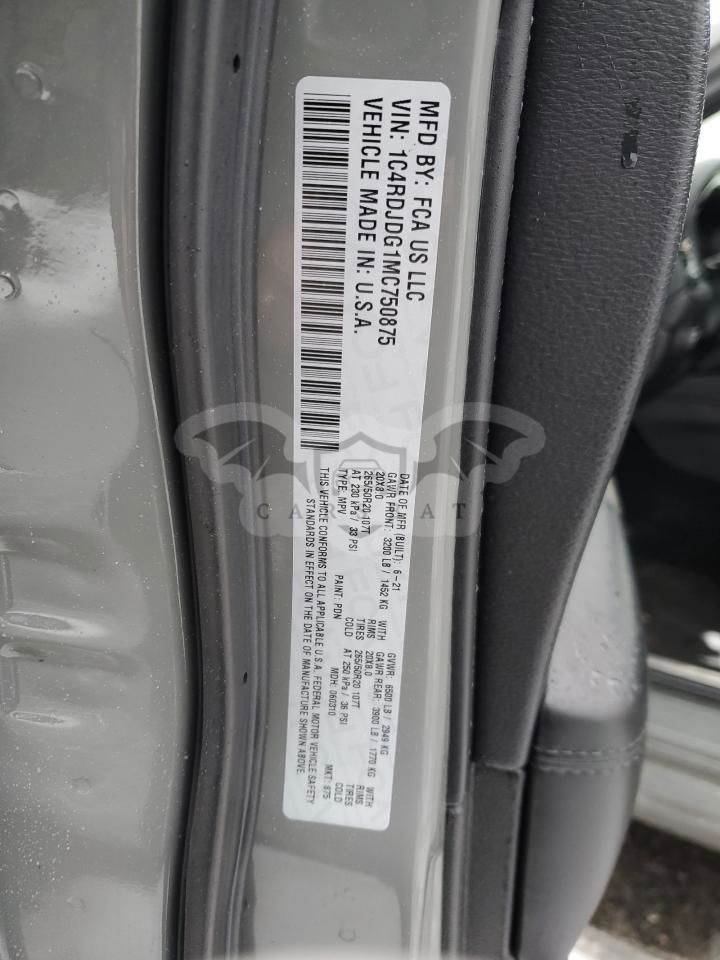 MFD BY: FCA US LLC
VIN: 1C4RDJDG1MC750875
VEHICLE MADE IN: U.S.A.
DATE OF MFR (BUILT): 6-21 GVWR: 6500 LB / 2949 KG
GAWR FRONT: 3200 LB / 1452 KG WITH GAWR REAR: 3900 LB / 1770 KG WITH
20X8.0 RIMS 20X8.0 RIMS
265/50R20 107T TIRES 265/50R20 107T TIRES
AT 230 kPa / 33 PSI COLD AT 250 kPa / 36 PSI COLD
TYPE: MPV PAINT: PDN MDH: 060310 MKT: 875
THIS VEHICLE CONFORMS TO ALL APPLICABLE U.S.A. FEDERAL MOTOR VEHICLE SAFETY
STANDARDS IN EFFECT ON THE DATE OF MANUFACTURE SHOWN ABOVE.